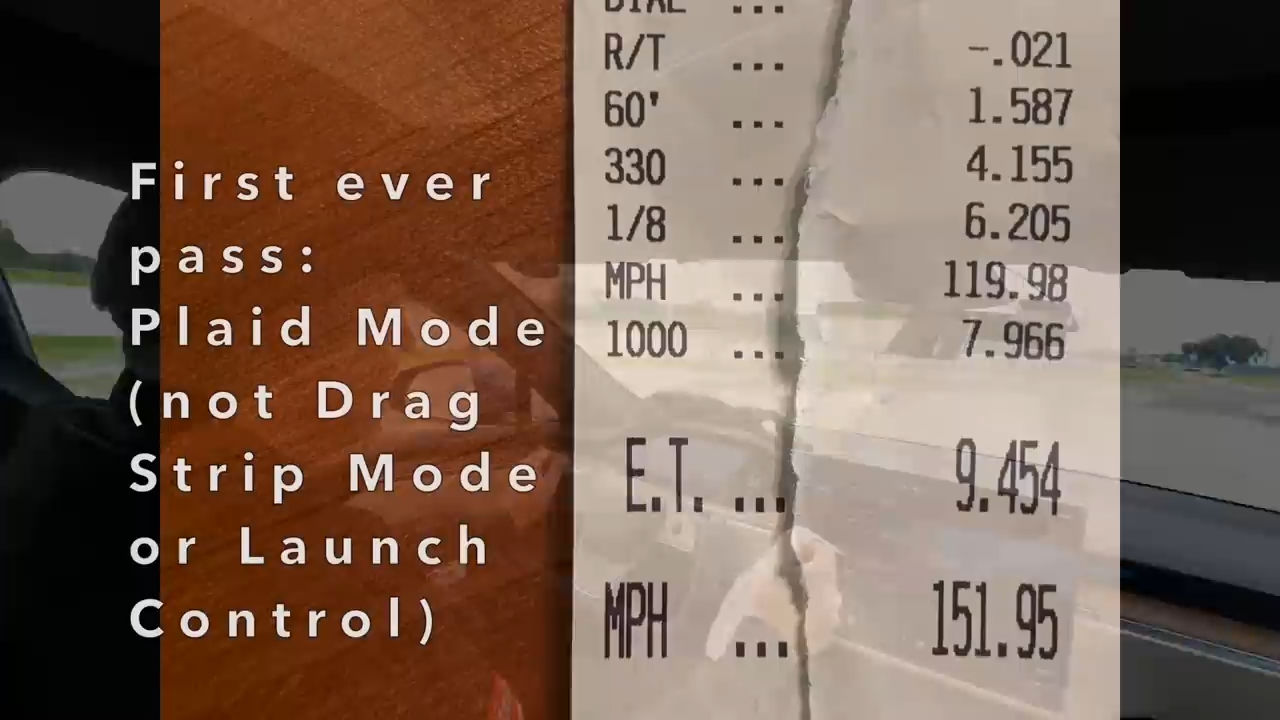 First ever
pass:
Plaid Mode
(not Drag
Strip Mode
or Launch
Control)
DIAL ...
R/T ... -.021
60' ... 1.587
330 ... 4.155
1/8 ... 6.205
MPH ... 119.98
1000 ... 7.966
E.T. ... 9.454
MPH ... 151.95